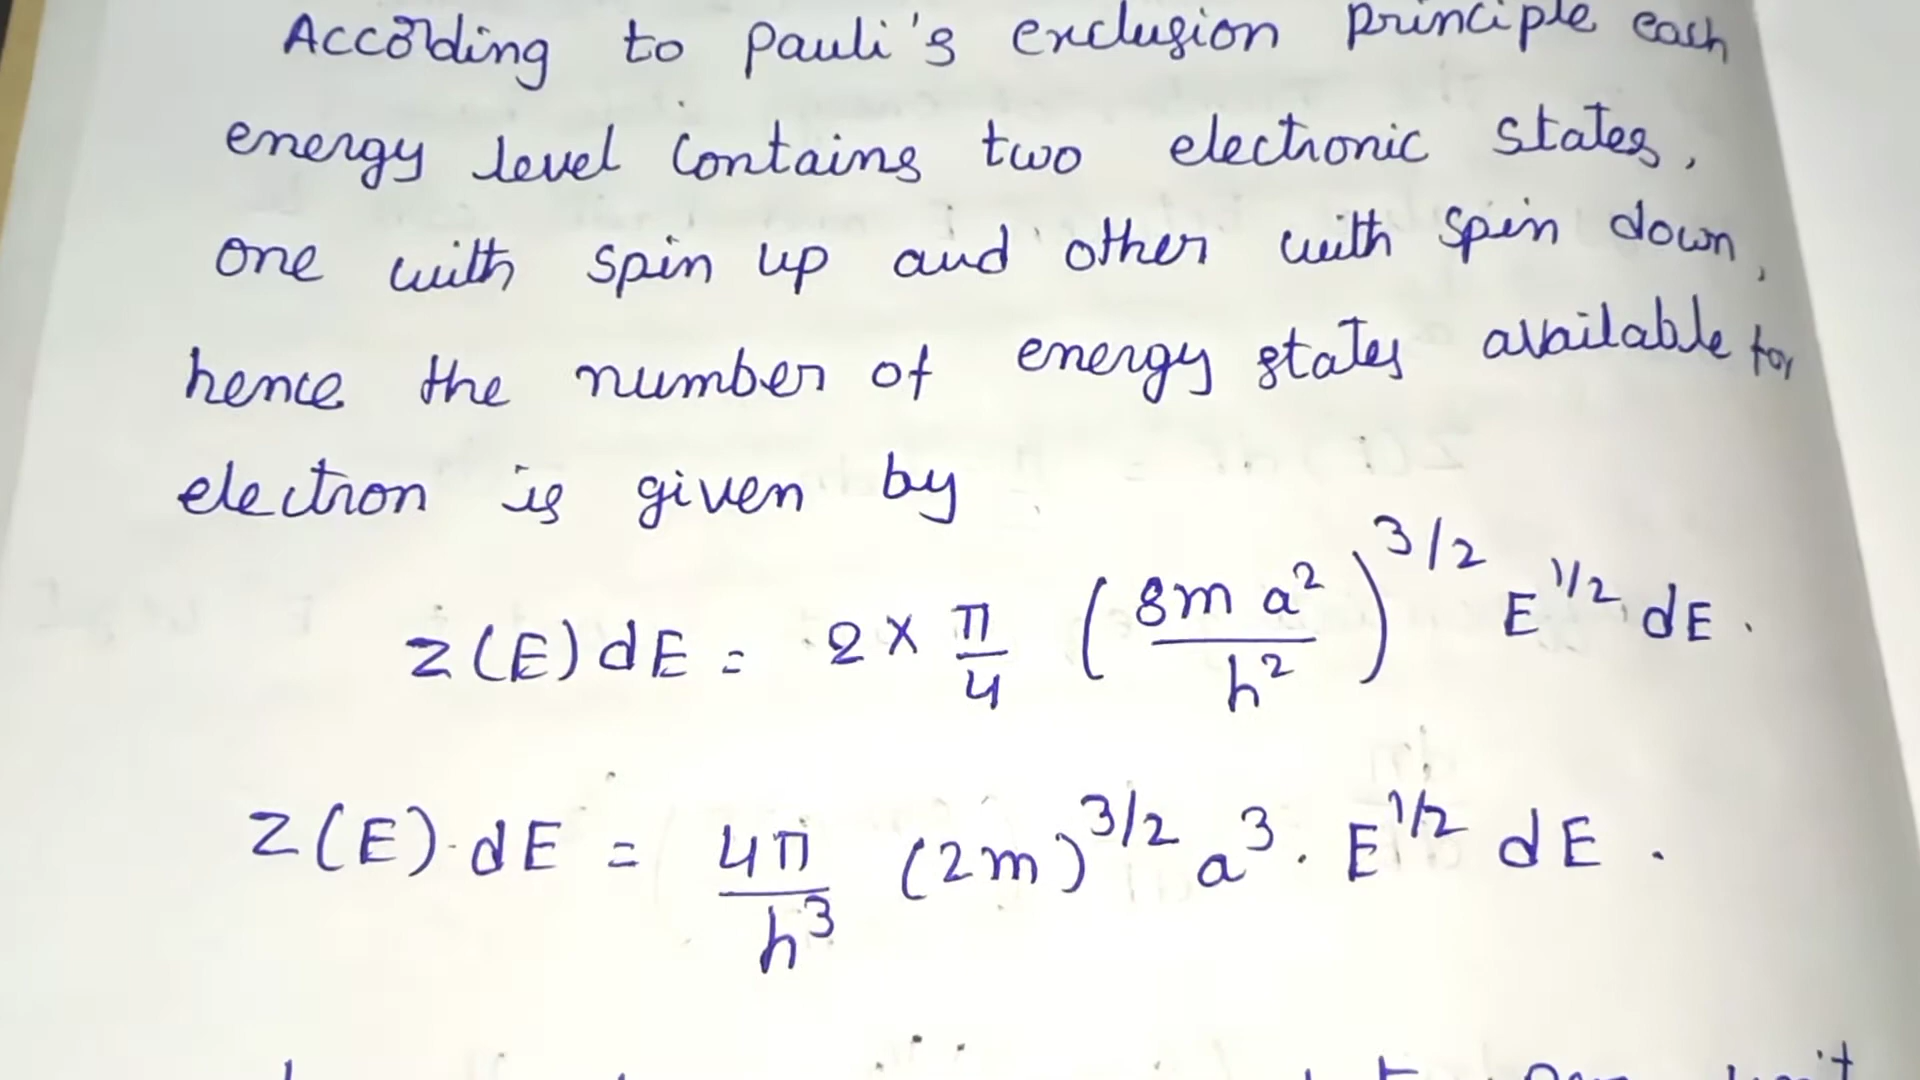 According to pauli's exclusion principle each
energy level contains two electronic states,
one with spin up and other with spin down,
hence the number of energy states available for
electron is given by
Z(E)dE = 2 × π/4 (8m a²/h²)^3/2 E^1/2 dE.
Z(E)·dE = 4π/h³ (2m)^3/2 a³. E^1/2 dE.